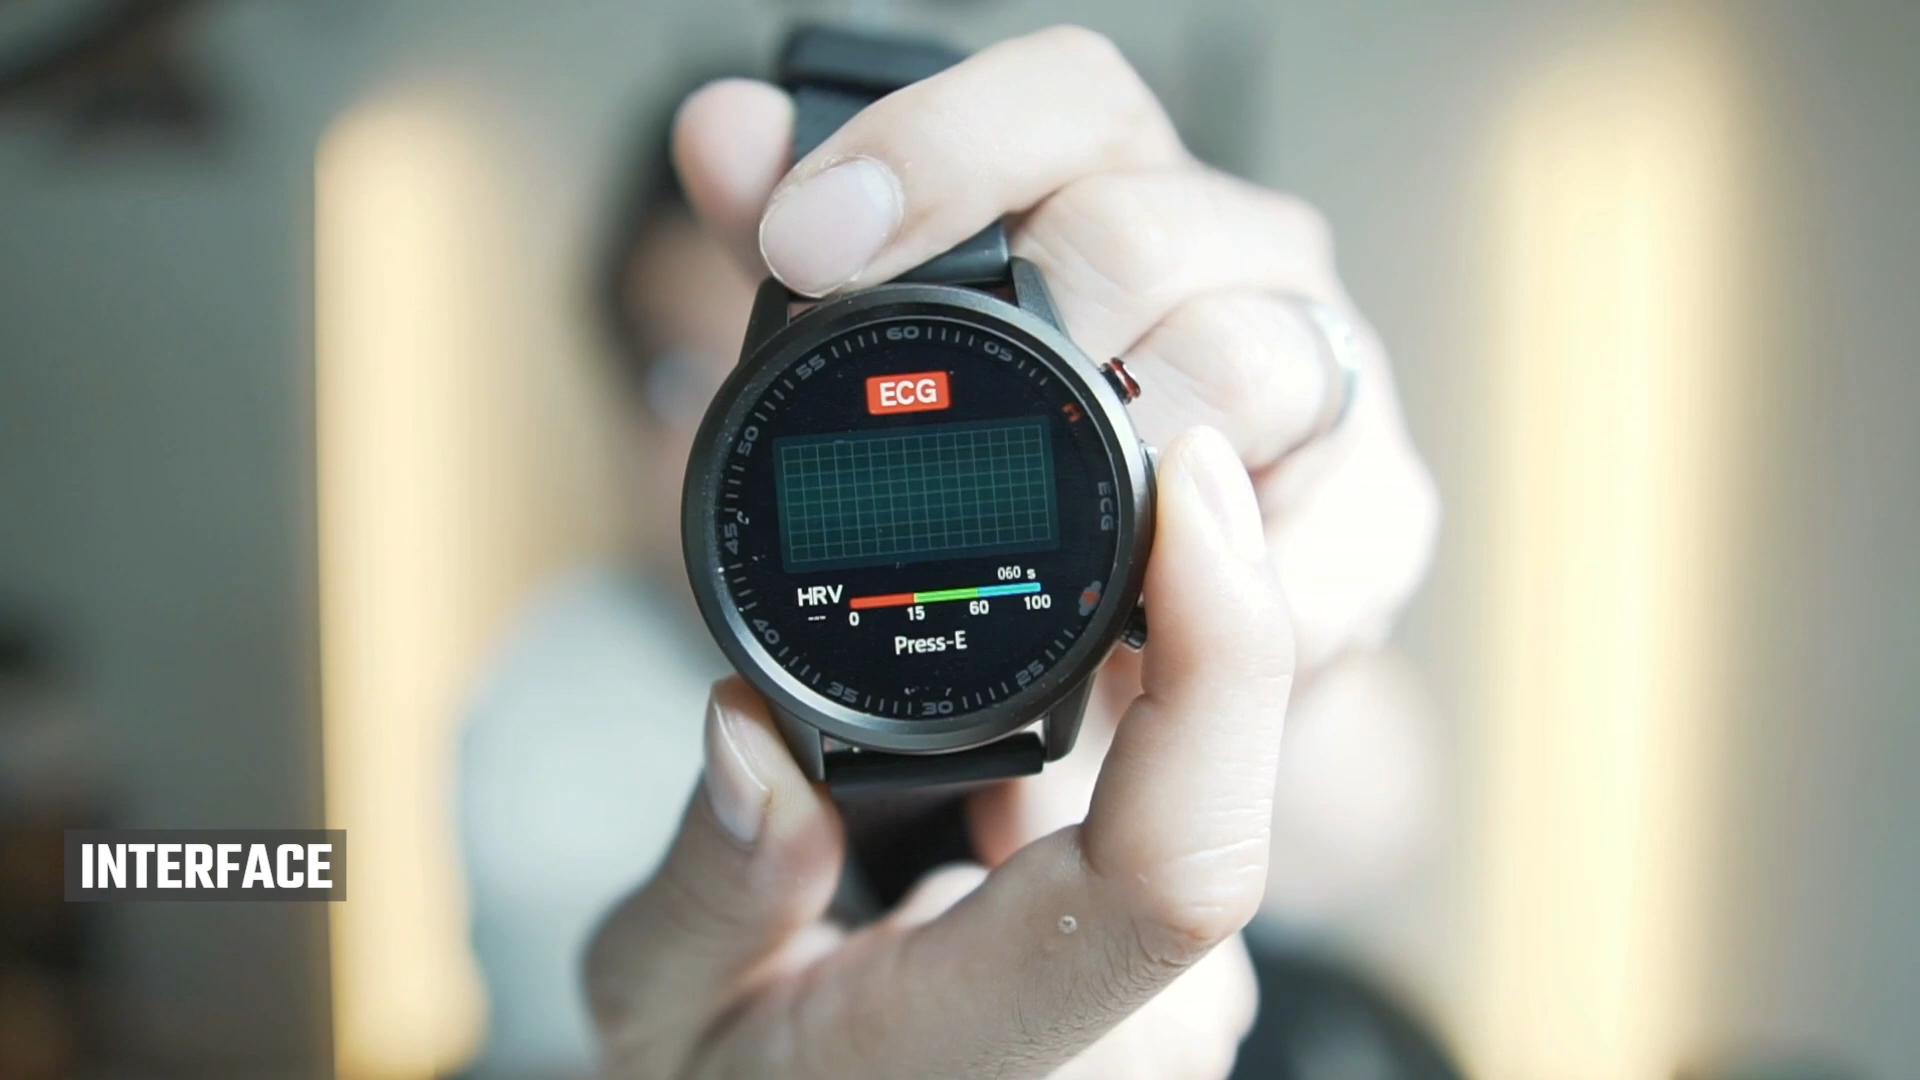 60
05
55
50
45
40
35
30
25
ECG
ECG
060 s
HRV
---
0 15 60 100
Press-E
INTERFACE